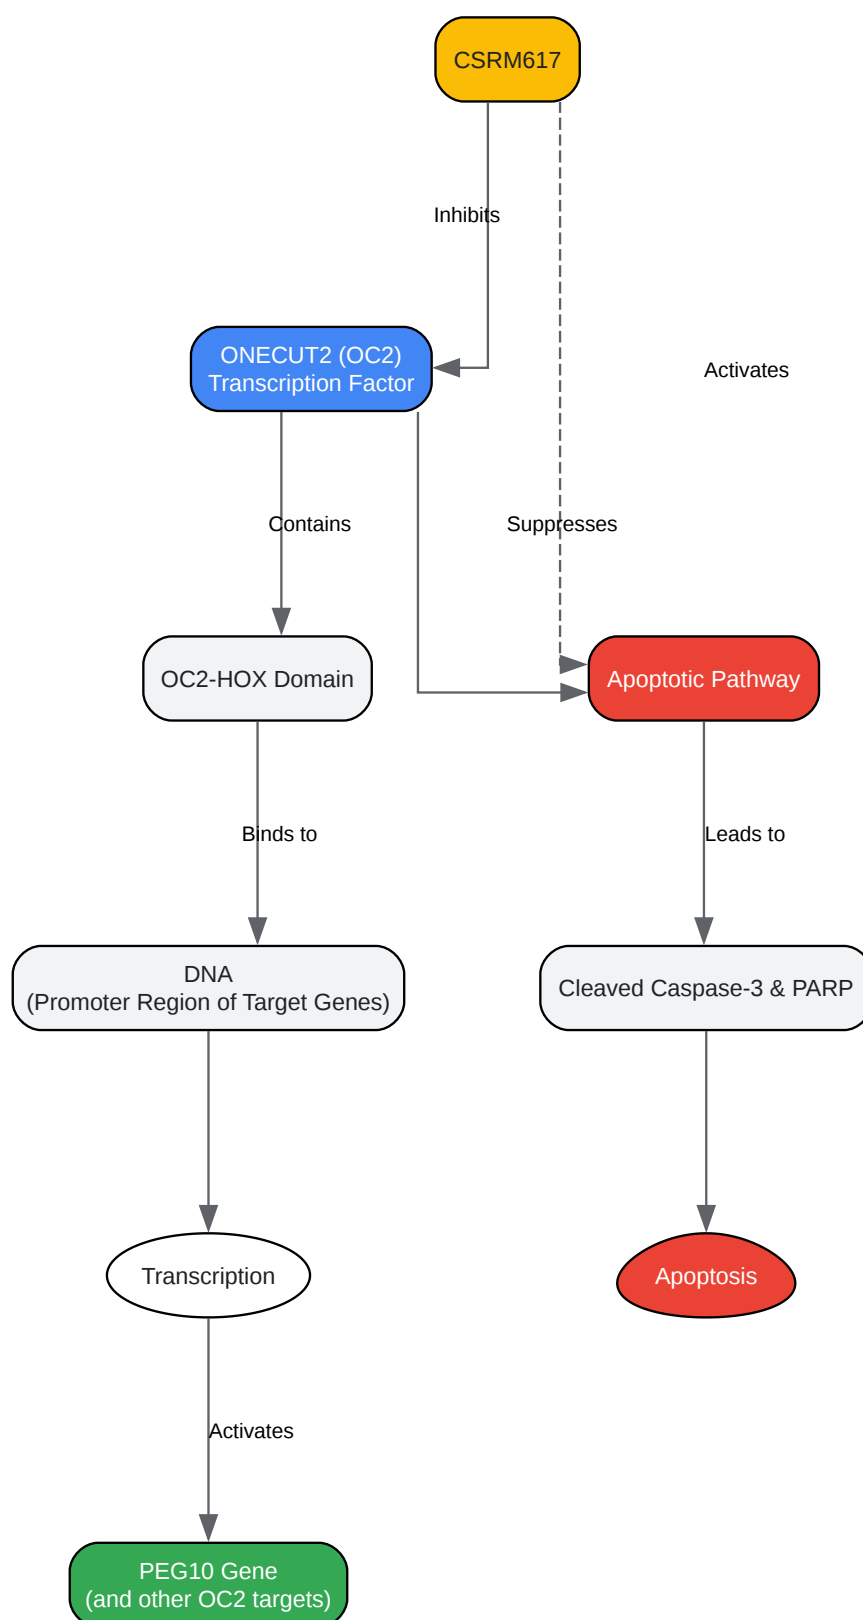 CSRM617
Inhibits
ONECUT2 (OC2)
Transcription Factor
Activates
Contains
Suppresses
OC2-HOX Domain
Apoptotic Pathway
Binds to
Leads to
DNA
(Promoter Region of Target Genes)
Cleaved Caspase-3 & PARP
Transcription
Apoptosis
Activates
PEG10 Gene
(and other OC2 targets)